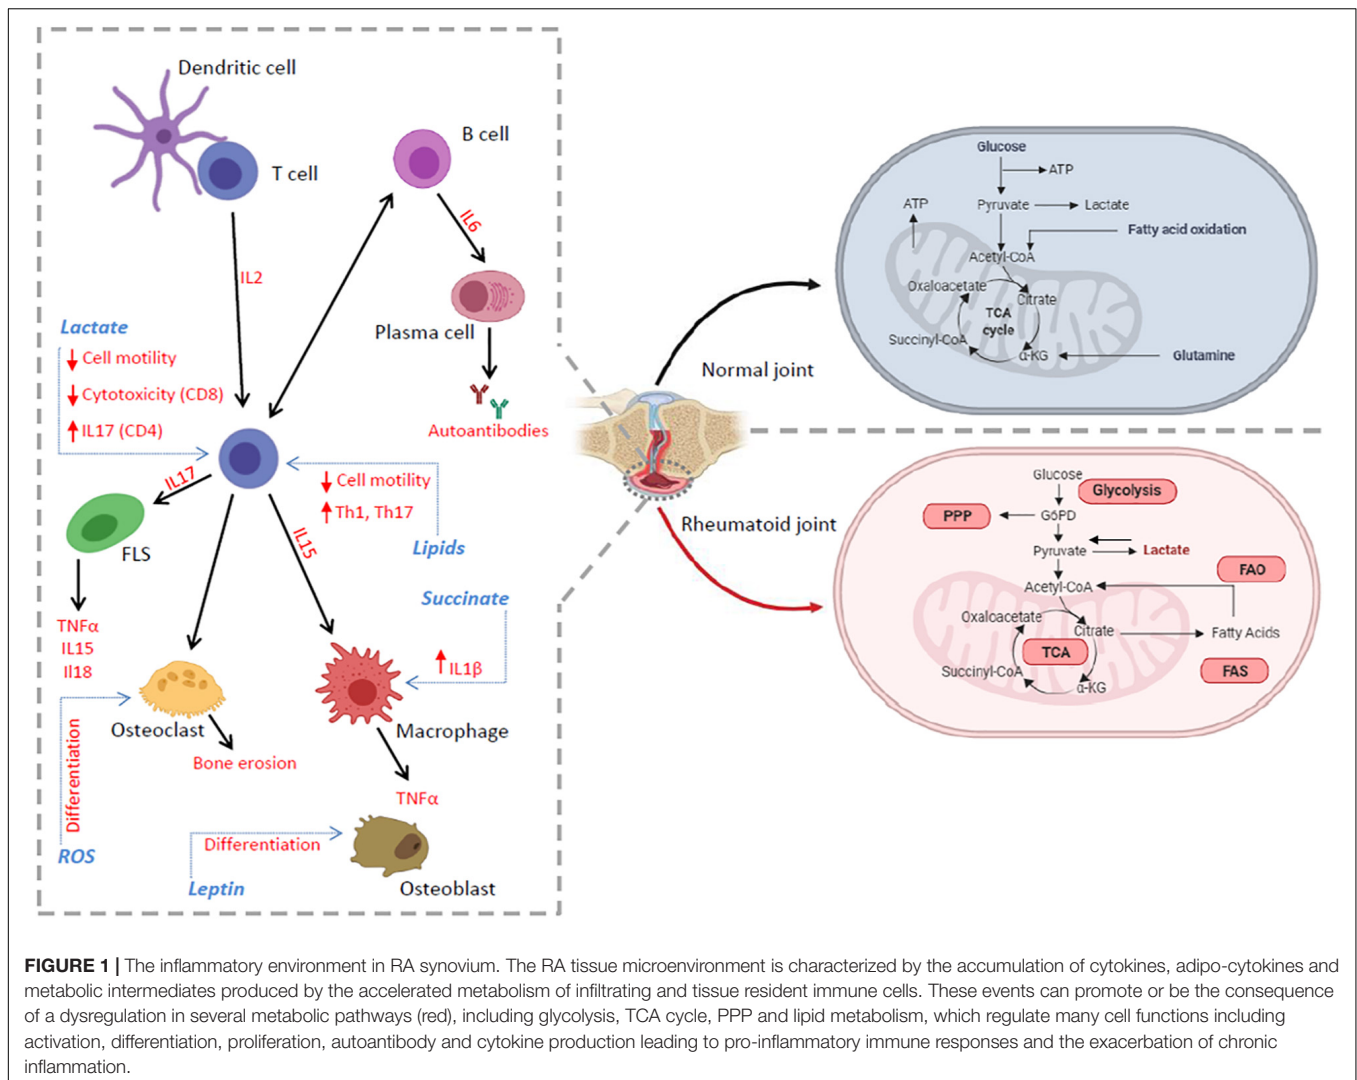 Dendritic cell
T cell
B cell
IL6
IL2
Plasma cell
Autoantibodies
Lactate
Cell motility
Cytotoxicity (CD8)
IL17 (CD4)
IL17
FLS
TNFα
IL15
Il18
IL15
Cell motility
Th1, Th17
Lipids
Succinate
IL1β
Osteoclast
Macrophage
Bone erosion
Differentiation
ROS
TNFα
Differentiation
Leptin
Osteoblast
Normal joint
Rheumatoid joint
Glucose
ATP
ATP
Pyruvate
Lactate
Fatty acid oxidation
Acetyl-CoA
Oxaloacetate
Citrate
TCA
cycle
Succinyl-CoA
α-KG
Glutamine
Glucose
Glycolysis
PPP
G6PD
Pyruvate
Lactate
FAO
Acetyl-CoA
Oxaloacetate
Citrate
Fatty Acids
TCA
Succinyl-CoA
α-KG
FAS
FIGURE 1 | The inflammatory environment in RA synovium. The RA tissue microenvironment is characterized by the accumulation of cytokines, adipo-cytokines and
metabolic intermediates produced by the accelerated metabolism of infiltrating and tissue resident immune cells. These events can promote or be the consequence
of a dysregulation in several metabolic pathways (red), including glycolysis, TCA cycle, PPP and lipid metabolism, which regulate many cell functions including
activation, differentiation, proliferation, autoantibody and cytokine production leading to pro-inflammatory immune responses and the exacerbation of chronic
inflammation.